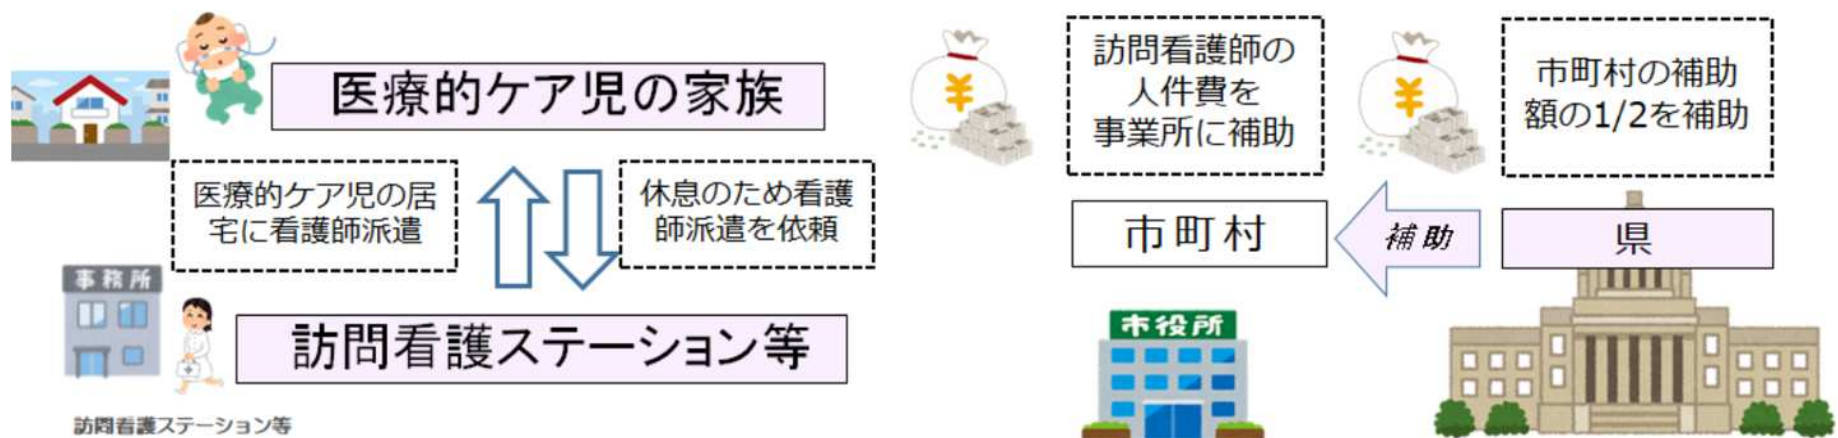 医療的ケア児の家族
医療的ケア児の居
宅に看護師派遣
休息のため看護
師派遣を依頼
事務所
訪問看護ステーション等
訪問看護ステーション等
¥
訪問看護師の
人件費を
事業所に補助
市町村
市役所
¥
市町村の補助
額の1/2を補助
補助
県